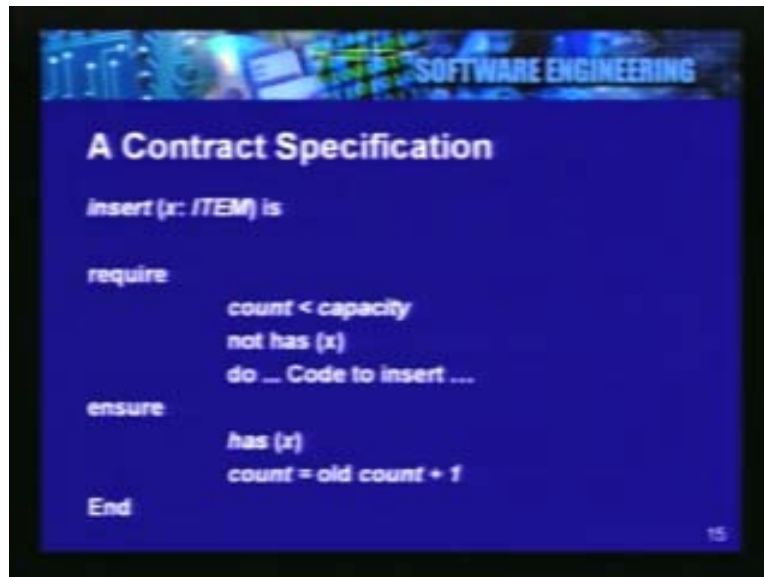 SOFTWARE ENGINEERING
A Contract Specification
insert (x: ITEM) is
require
count < capacity
not has (x)
do ... Code to insert ...
ensure
has (x)
count = old count + 1
End
15